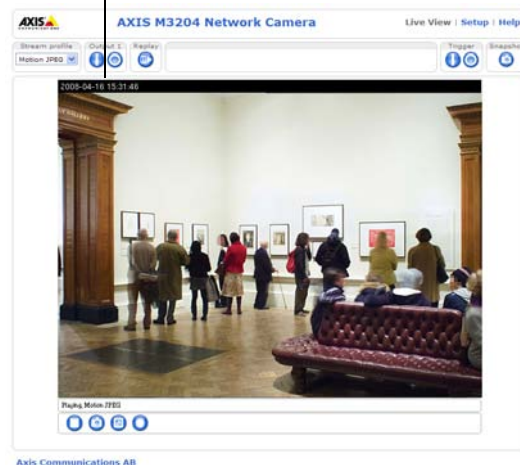 AXIS
COMMUNICATIONS
AXIS M3204 Network Camera
Live View | Setup | Help
Stream profile
Output 1
Replay
Trigger
Snapshot
Motion JPEG
2008-04-16 15:31:46
Playing, Motion JPEG
Axis Communications AB